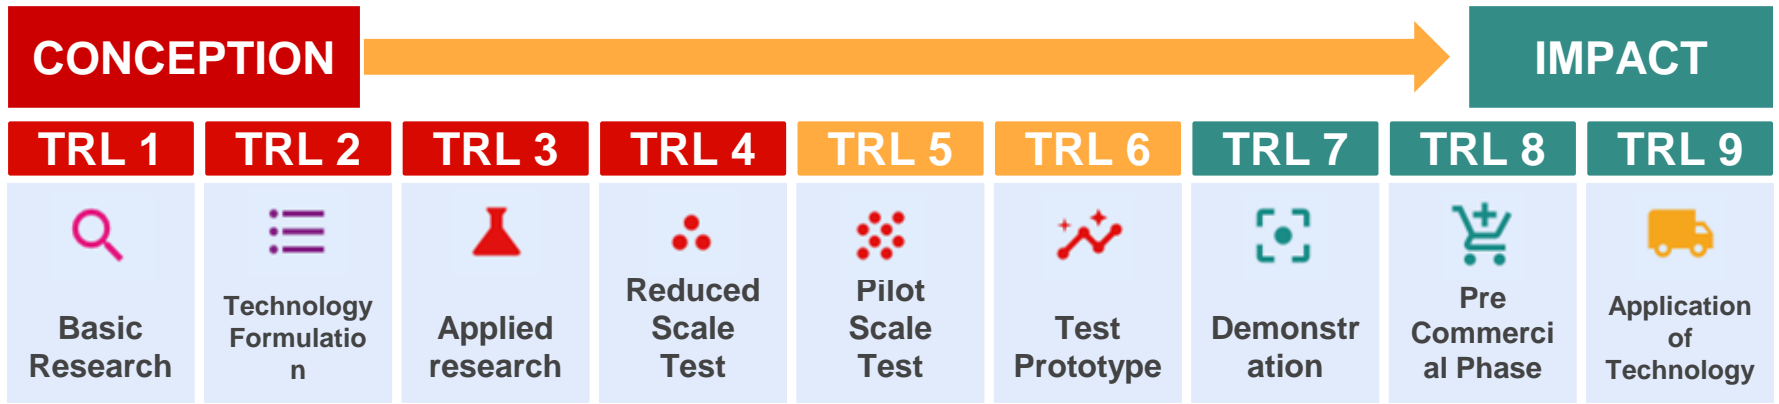 CONCEPTION
IMPACT
TRL 1
TRL 2
TRL 3
TRL 4
TRL 5
TRL 6
TRL 7
TRL 8
TRL 9
Basic
Research
Technology
Formulatio
n
Applied
research
Reduced
Scale
Test
Pilot
Scale
Test
Test
Prototype
Demonstr
ation
Pre
Commerci
al Phase
Application
of
Technology